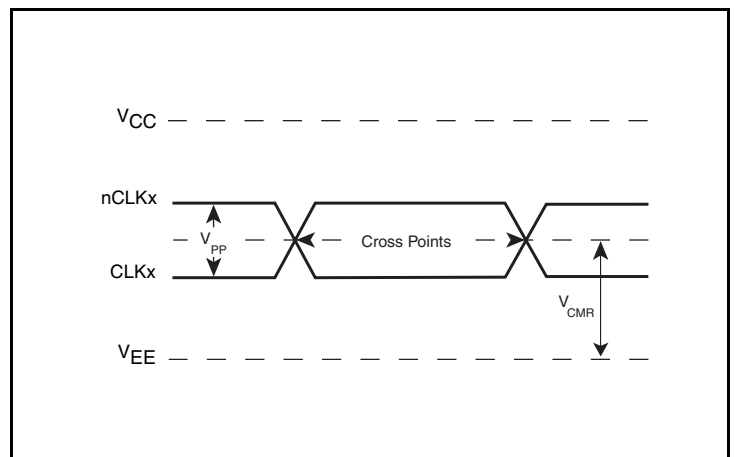 VCC
nCLKx
VPP
Cross Points
CLKx
VCMR
VEE